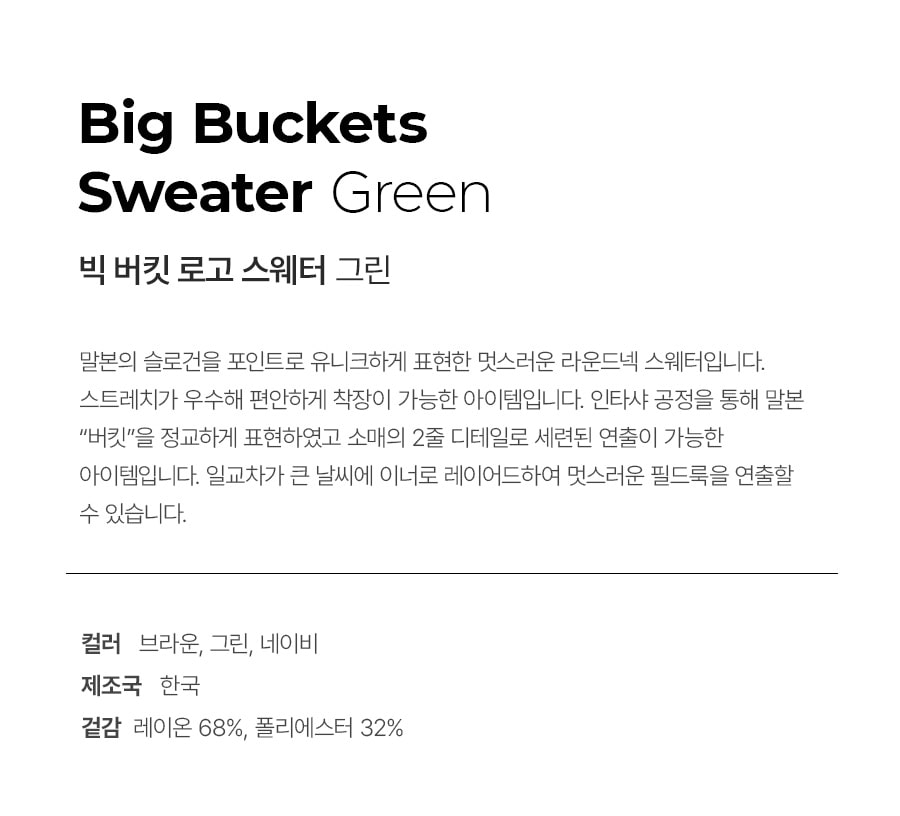 Big Buckets
Sweater Green
빅 버킷 로고 스웨터 그린
말본의 슬로건을 포인트로 유니크하게 표현한 멋스러운 라운드넥 스웨터입니다.
스트레치가 우수해 편안하게 착장이 가능한 아이템입니다. 인타샤 공정을 통해 말본
“버킷”을 정교하게 표현하였고 소매의 2줄 디테일로 세련된 연출이 가능한
아이템입니다. 일교차가 큰 날씨에 이너로 레이어드하여 멋스러운 필드룩을 연출할
수 있습니다.
컬러 브라운, 그린, 네이비
제조국 한국
겉감 레이온 68%, 폴리에스터 32%